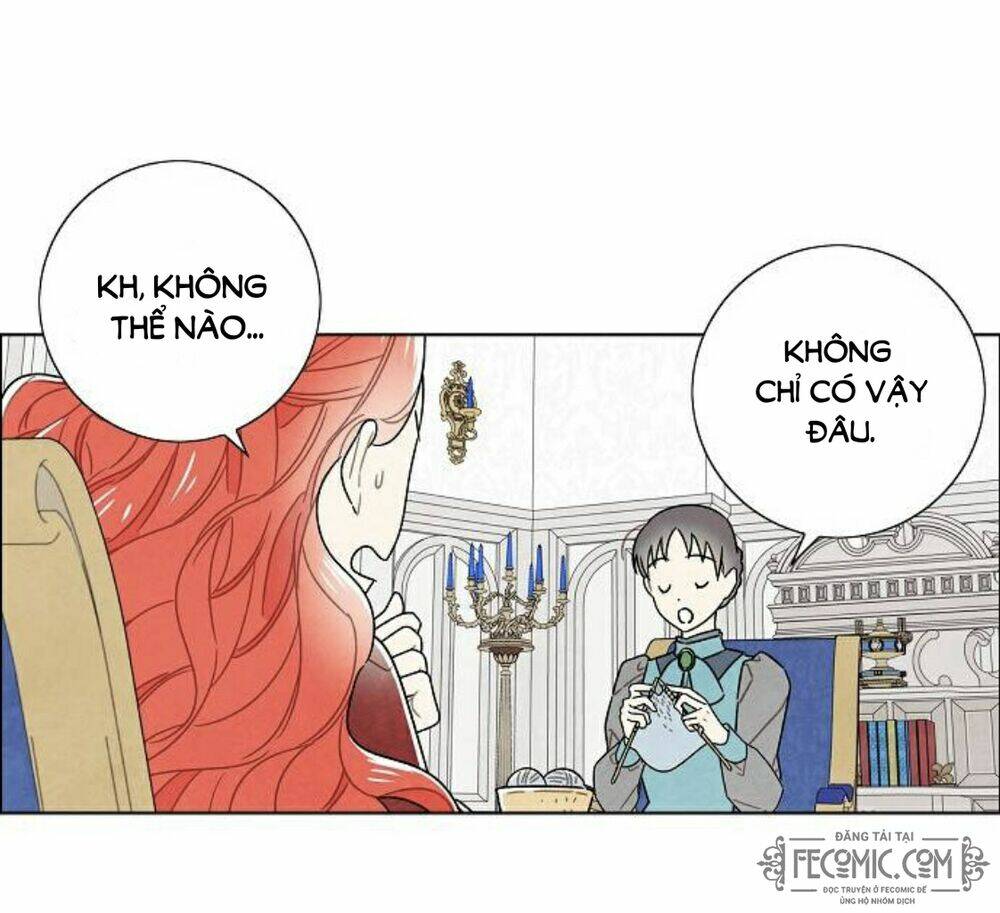 KH, KHÔNG
THỂ NÀO...
KHÔNG
CHỈ CÓ VẬY
ĐÂU.
ĐĂNG TẢI TẠI
FECOMIC.COM
ĐỌC TRUYỆN Ở FECOMIC ĐỂ
ỦNG HỘ NHÓM DỊCH